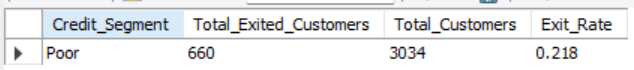 Credit_Segment Total_Exited_Customers Total_Customers Exit_Rate
Poor 660 3034 0.218